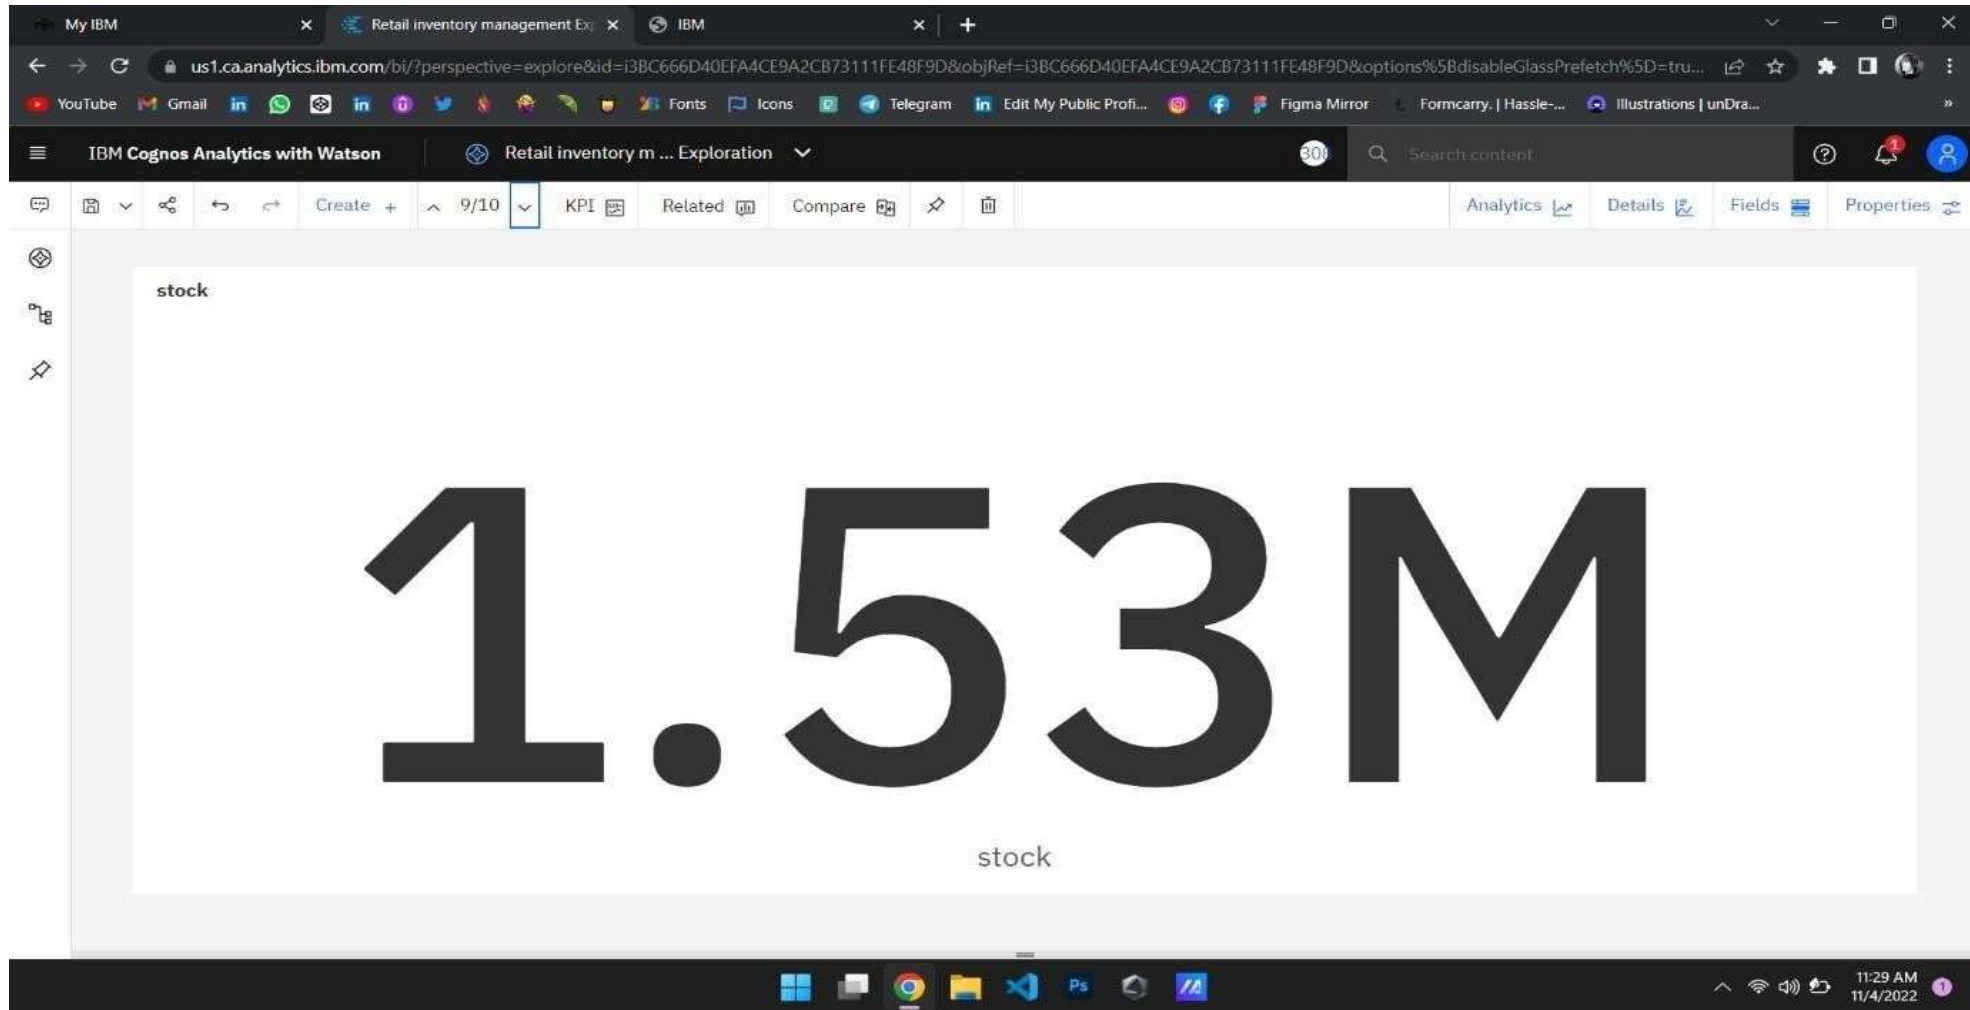 My IBM
Retail inventory management Ex
IBM
us1.ca.analytics.ibm.com/bi/?perspective=explore&id=i3BC666D40EFA4CE9A2CB73111FE48F9D&objRef=i3BC666D40EFA4CE9A2CB73111FE48F9D&options%5BdisableGlassPrefetch%5D=tru...
YouTube Gmail Fonts Icons Telegram Edit My Public Profi... Figma Mirror Formcarry. | Hassle-... Illustrations | unDra...
IBM Cognos Analytics with Watson Retail inventory m ... Exploration Search content 1
Create + 9/10 KPI Related Compare Analytics Details Fields Properties
stock
1.53M
stock
Ps
11:29 AM
11/4/2022
1